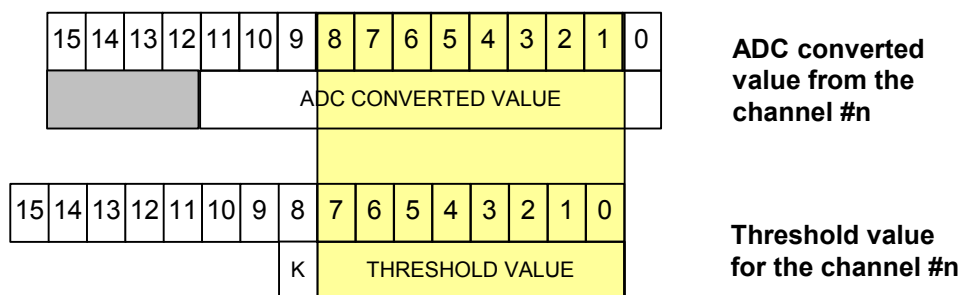 15 14 13 12 11 10 9 8 7 6 5 4 3 2 1 0
ADC CONVERTED VALUE
ADC converted
value from the
channel #n
15 14 13 12 11 10 9 8 7 6 5 4 3 2 1 0
K THRESHOLD VALUE
Threshold value
for the channel #n